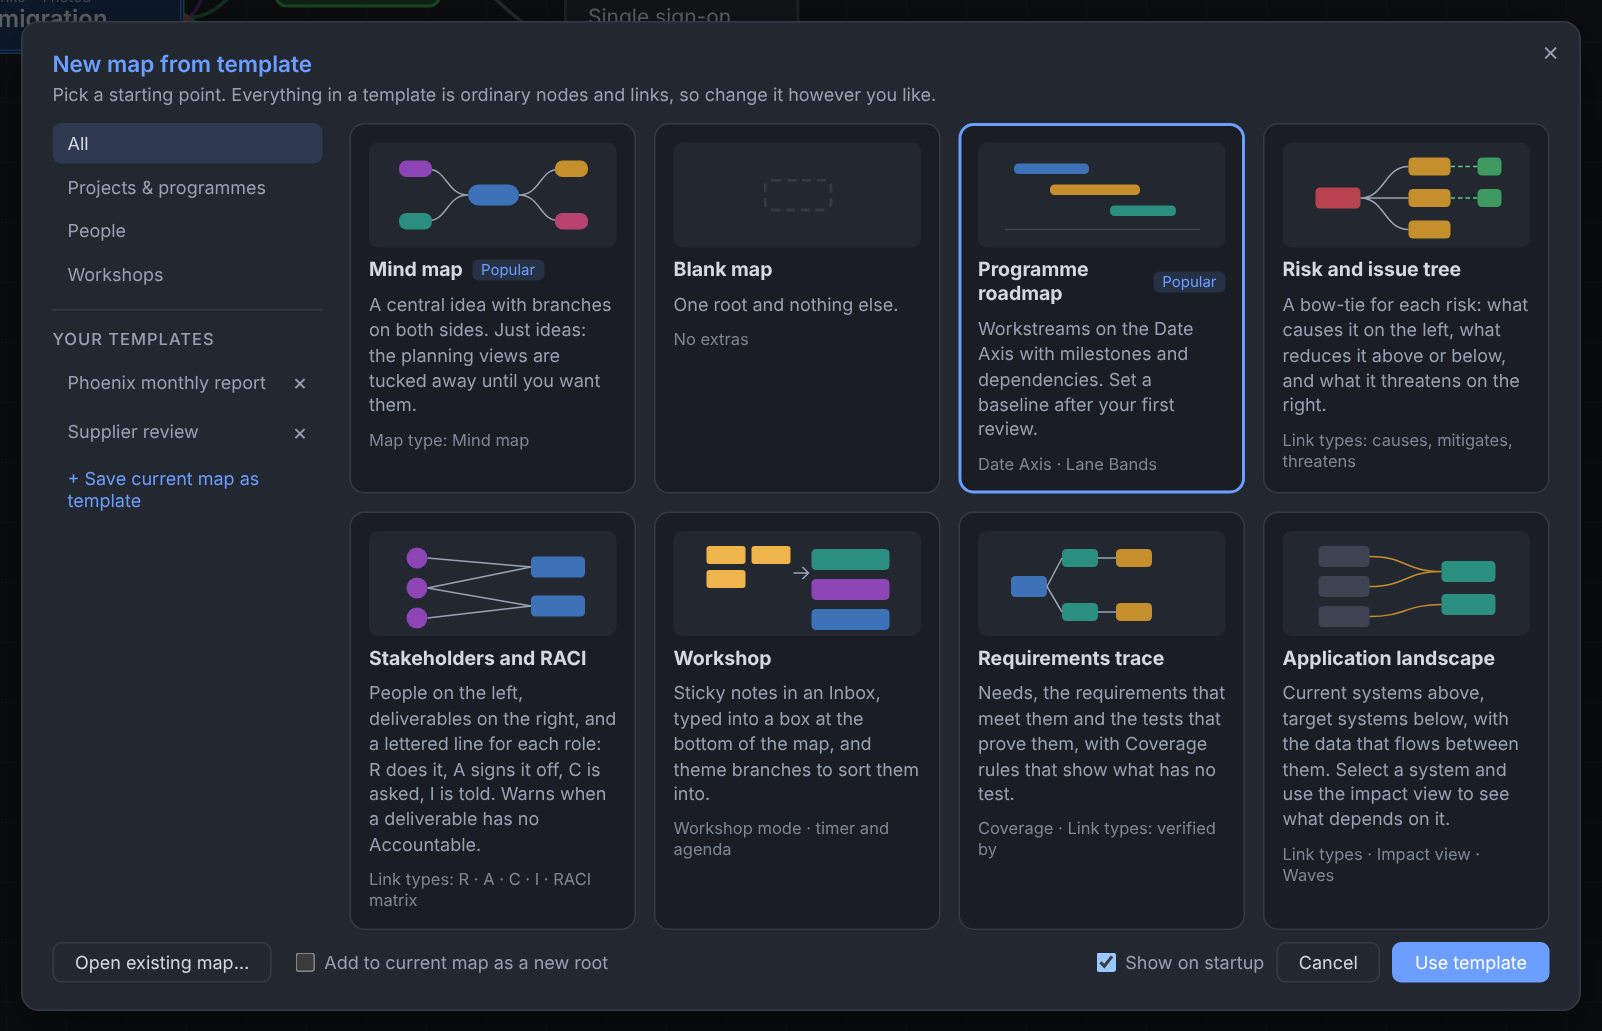 migration
Single sign-on
New map from template
×
Pick a starting point. Everything in a template is ordinary nodes and links, so change it however you like.
All
Projects & programmes
People
Workshops
YOUR TEMPLATES
Phoenix monthly report ×
Supplier review ×
+ Save current map as
template
Mind map Popular
A central idea with branches
on both sides. Just ideas:
the planning views are
tucked away until you want
them.
Map type: Mind map
Blank map
One root and nothing else.
No extras
Programme
roadmap
Popular
Workstreams on the Date
Axis with milestones and
dependencies. Set a
baseline after your first
review.
Date Axis · Lane Bands
Risk and issue tree
A bow-tie for each risk: what
causes it on the left, what
reduces it above or below,
and what it threatens on the
right.
Link types: causes, mitigates,
threatens
Stakeholders and RACI
People on the left,
deliverables on the right, and
a lettered line for each role:
R does it, A signs it off, C is
asked, I is told. Warns when
a deliverable has no
Accountable.
Link types: R · A · C · I · RACI
matrix
Workshop
Sticky notes in an Inbox,
typed into a box at the
bottom of the map, and
theme branches to sort them
into.
Workshop mode · timer and
agenda
Requirements trace
Needs, the requirements that
meet them and the tests that
prove them, with Coverage
rules that show what has no
test.
Coverage · Link types: verified
by
Application landscape
Current systems above,
target systems below, with
the data that flows between
them. Select a system and
use the impact view to see
what depends on it.
Link types · Impact view ·
Waves
Open existing map...
Add to current map as a new root
Show on startup
Cancel
Use template